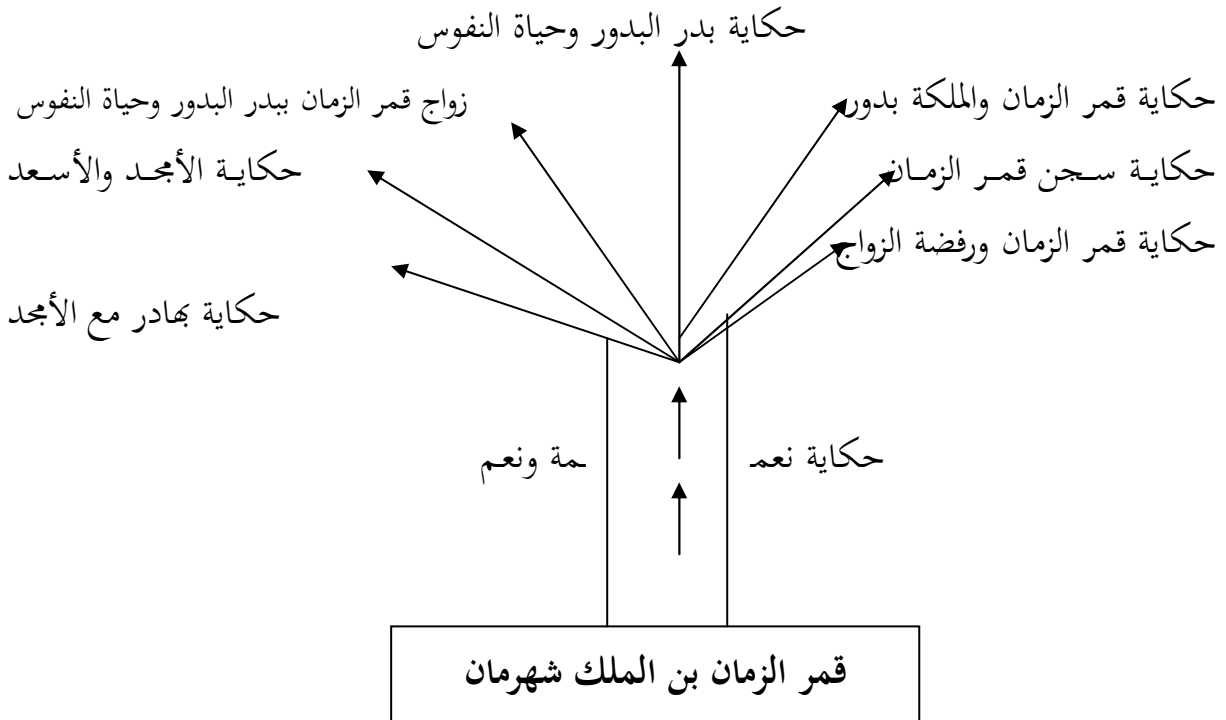 حكاية بدر البدور وحياة النفوس
حكاية قمر الزمان والملكة بدور
زواج قمر الزمان ببدر البدور وحياة النفوس
حكاية سجن قمر الزمان
حكاية الأمجد والأسعد
حكاية قمر الزمان ورفضة الزواج
حكاية بهادر مع الأمجد
حكاية نعمـ ـمة ونعم
قمر الزمان بن الملك شهرمان